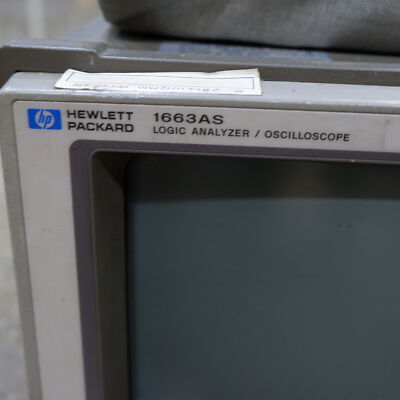 hp HEWLETT PACKARD
1663AS
LOGIC ANALYZER / OSCILLOSCOPE